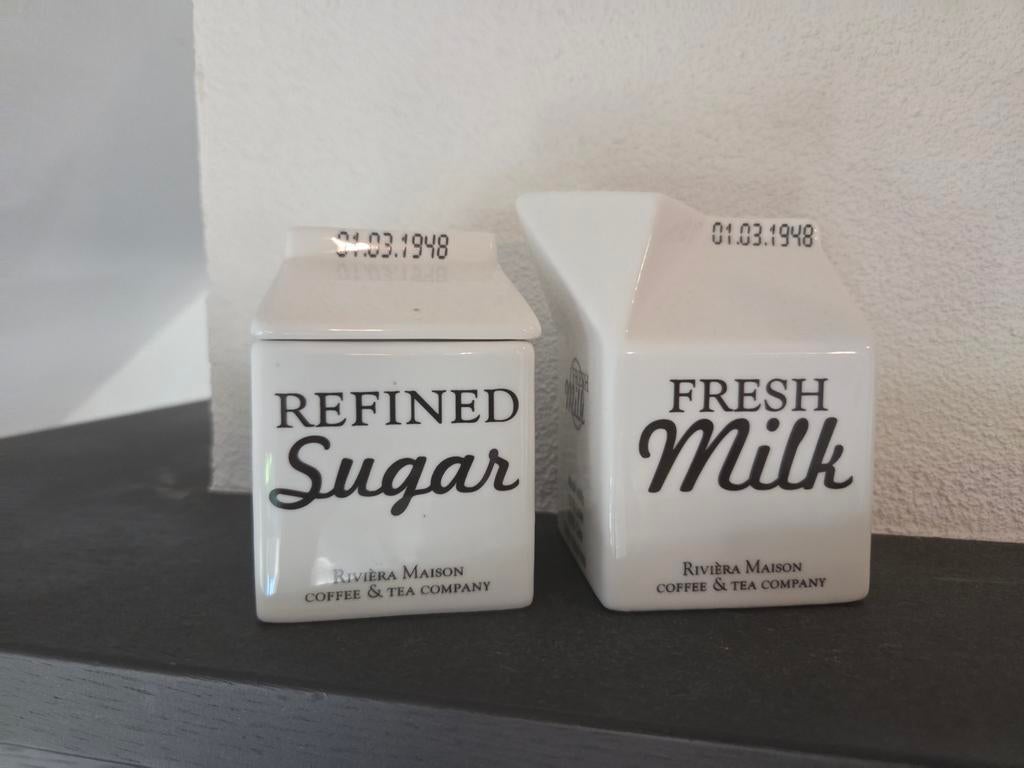 01.03.1948
REFINED
Sugar
RIVIÈRA MAISON
COFFEE & TEA COMPANY
01.03.1948
FRESH
Milk
RIVIÈRA MAISON
COFFEE & TEA COMPANY